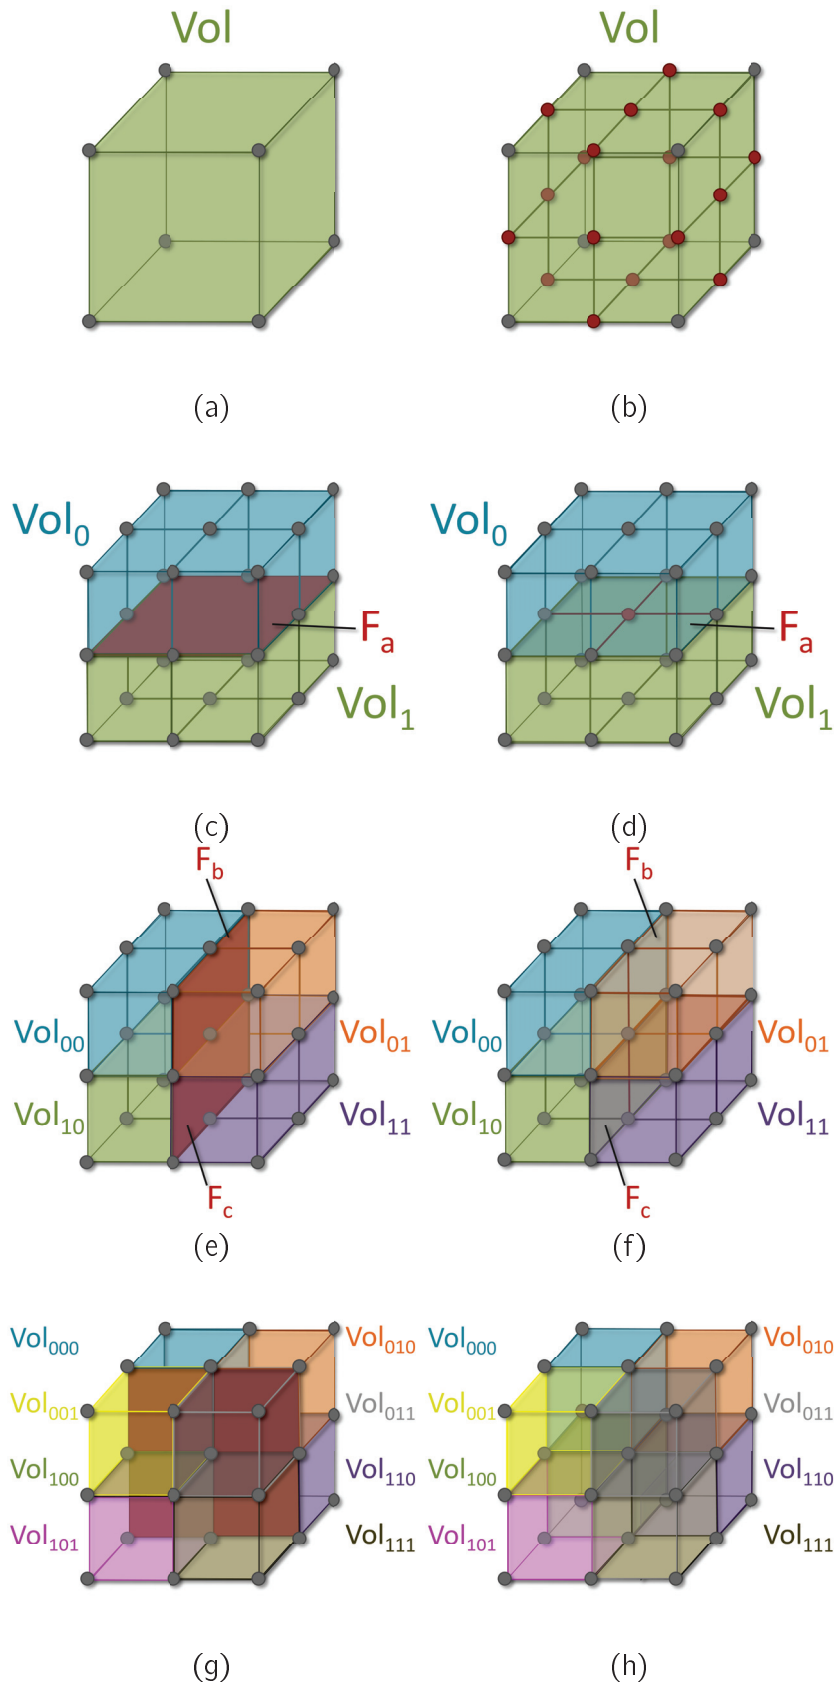 Vol Vol
(a) (b)
Vol0 Vol0
Fa Fa
Vol1 Vol1
(c) (d)
Fb Fb
Vol00 Vol01 Vol00 Vol01
Vol10 Vol11 Vol10 Vol11
Fc Fc
(e) (f)
Vol000 Vol010 Vol000 Vol010
Vol001 Vol011 Vol001 Vol011
Vol100 Vol110 Vol100 Vol110
Vol101 Vol111 Vol101 Vol111
(g) (h)